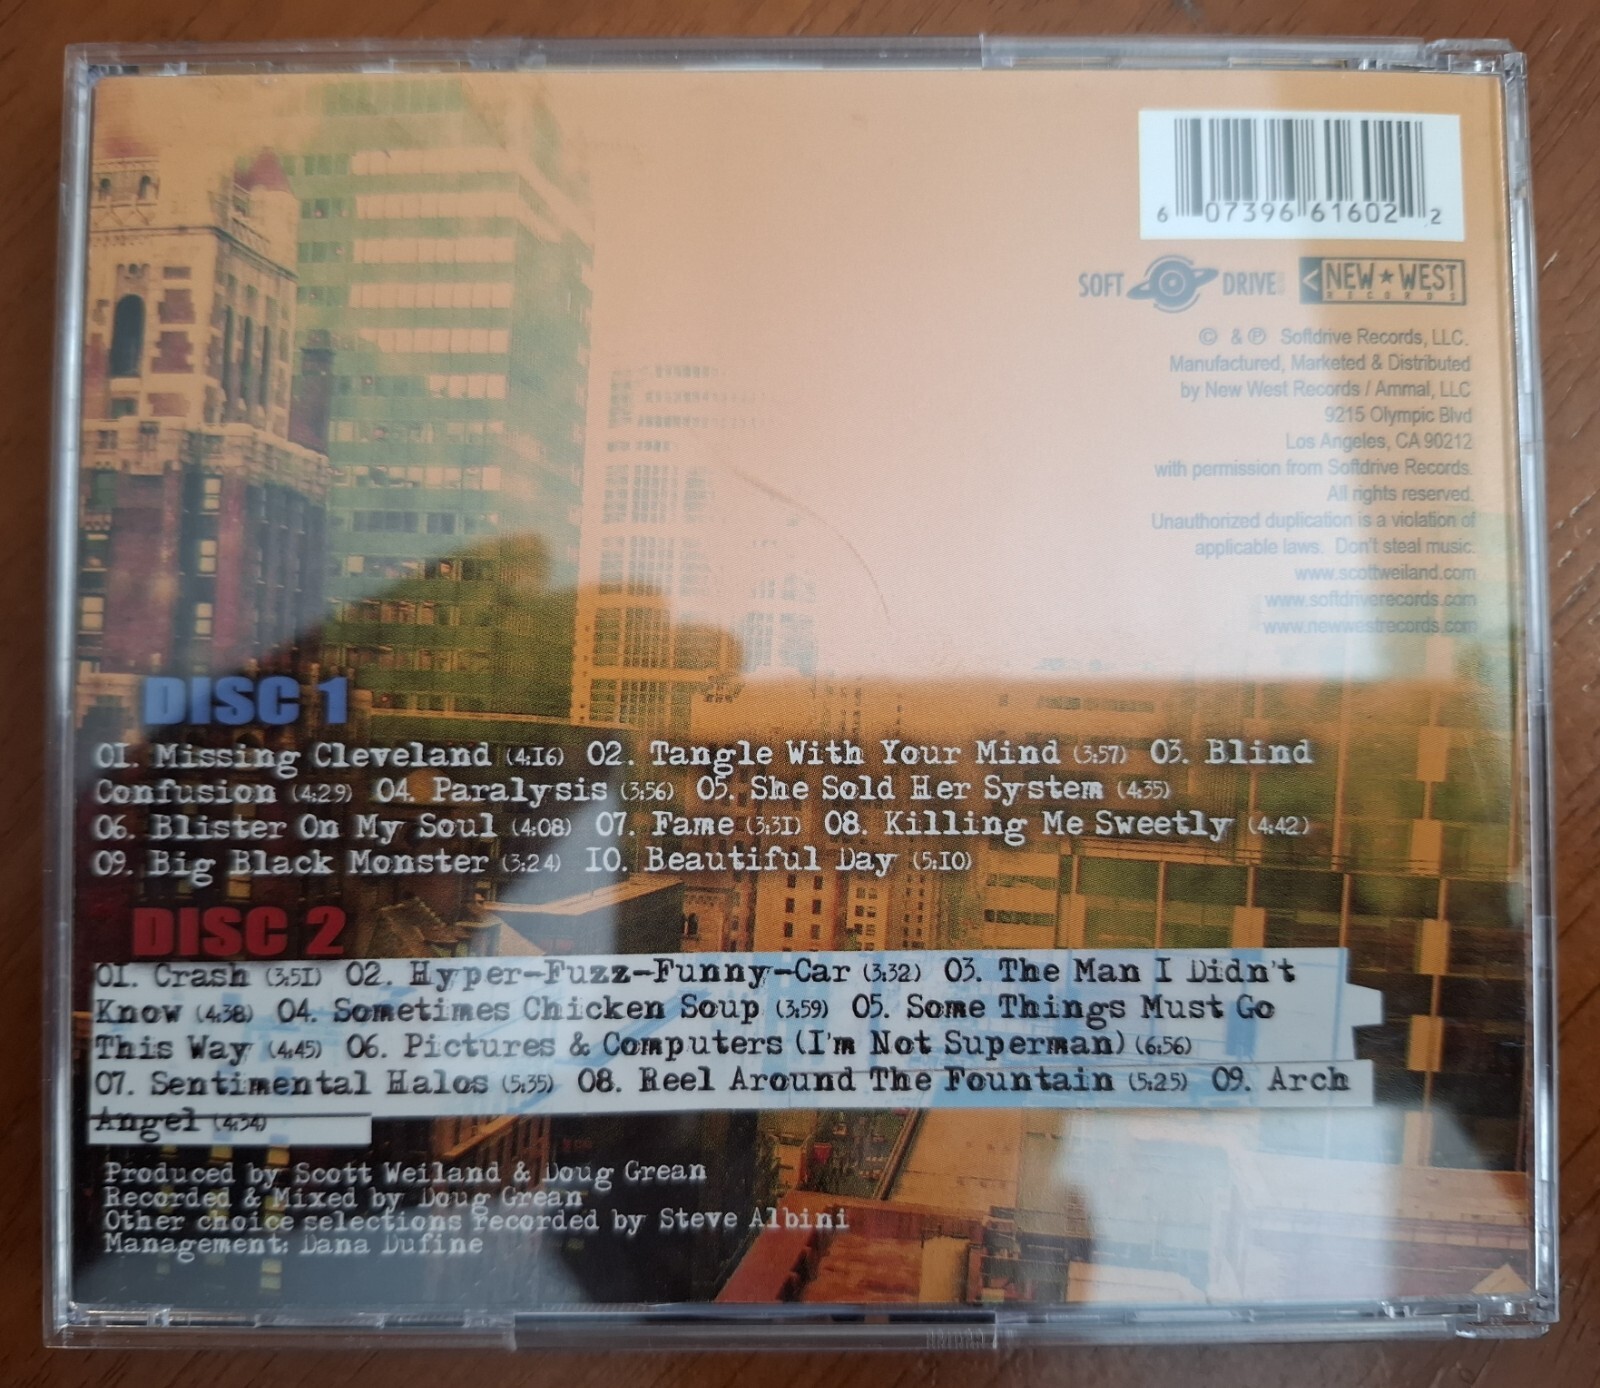 6 07396 61602 2
SOFT DRIVE
NEW★WEST
RECORDS
© & ℗ Softdrive Records, LLC.
Manufactured, Marketed & Distributed
by New West Records / Ammal, LLC
9215 Olympic Blvd
Los Angeles, CA 90212
with permission from Softdrive Records.
All rights reserved.
Unauthorized duplication is a violation of
applicable laws. Don't steal music.
www.scottweiland.com
www.softdriverecords.com
www.newwestrecords.com
DISC 1
01. Missing Cleveland (4:16) 02. Tangle With Your Mind (3:57) 03. Blind
Confusion (4:29) 04. Paralysis (3:56) 05. She Sold Her System (4:35)
06. Blister On My Soul (4:08) 07. Fame (3:31) 08. Killing Me Sweetly (4:42)
09. Big Black Monster (3:24) 10. Beautiful Day (5:10)
DISC 2
01. Crash (3:51) 02. Hyper-Fuzz-Funny-Car (3:32) 03. The Man I Didn't
Know (4:38) 04. Sometimes Chicken Soup (3:59) 05. Some Things Must Go
This Way (4:45) 06. Pictures & Computers (I'm Not Superman) (6:56)
07. Sentimental Halos (5:35) 08. Reel Around The Fountain (5:25) 09. Arch
Angel (4:34)
Produced by Scott Weiland & Doug Grean
Recorded & Mixed by Doug Grean
Other choice selections recorded by Steve Albini
Management: Dana Dufine